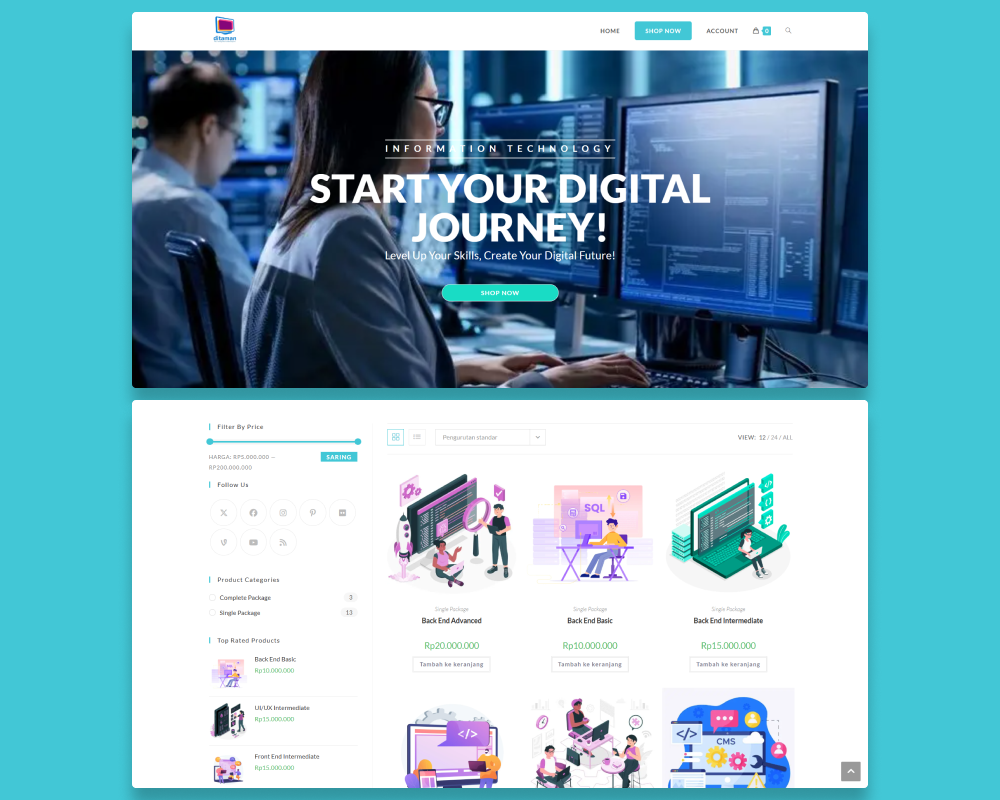 ditaman
HOME
SHOP NOW
ACCOUNT
0
INFORMATION TECHNOLOGY
START YOUR DIGITAL
JOURNEY!
Level Up Your Skills, Create Your Digital Future!
SHOP NOW
Filter By Price
HARGA: RP5.000.000 —
RP200.000.000
SARING
Follow Us
Product Categories
Complete Package 3
Single Package 13
Top Rated Products
Back End Basic
Rp10.000.000
UI/UX Intermediate
Rp15.000.000
Front End Intermediate
Rp15.000.000
Pengurutan standar
VIEW: 12 / 24 / ALL
Single Package
Back End Advanced
Rp20.000.000
Tambah ke keranjang
SQL
Single Package
Back End Basic
Rp10.000.000
Tambah ke keranjang
Single Package
Back End Intermediate
Rp15.000.000
Tambah ke keranjang
</>
</>
CMS